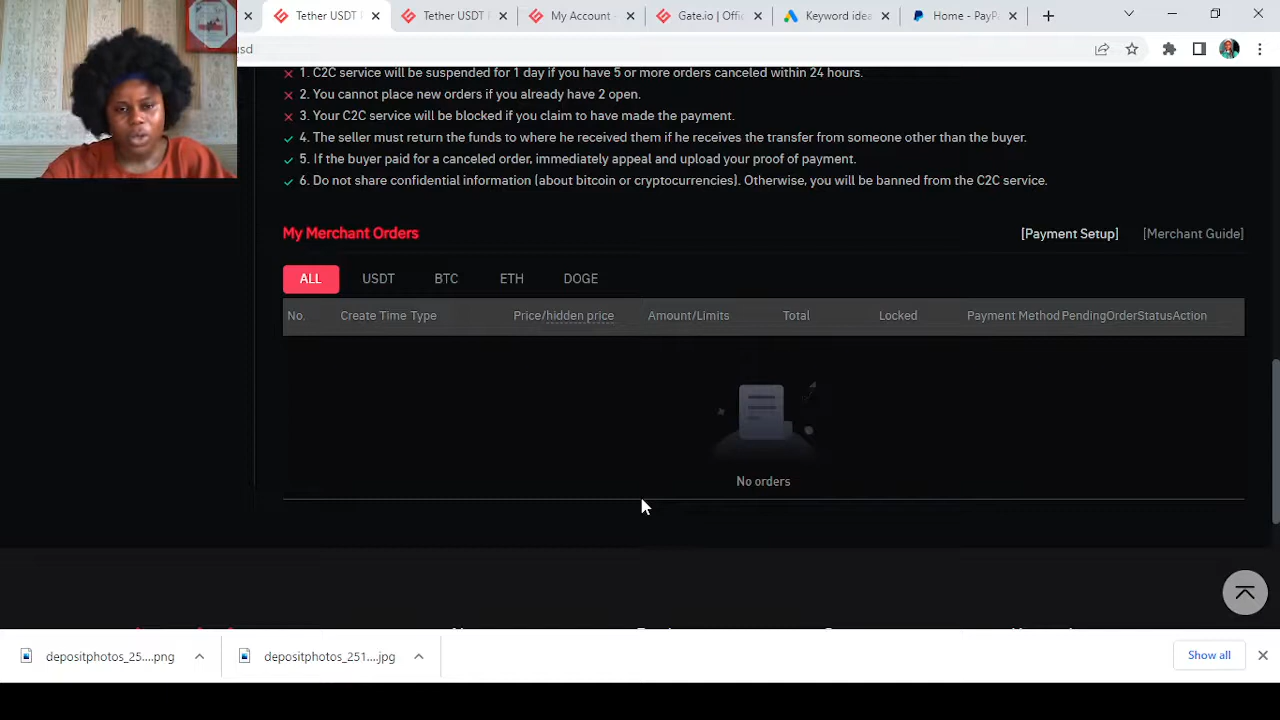 Tether USDT
Tether USDT
My Account -
Gate.io | Offi
Keyword idea
Home - PayP
usd
1. C2C service will be suspended for 1 day if you have 5 or more orders canceled within 24 hours.
2. You cannot place new orders if you already have 2 open.
3. Your C2C service will be blocked if you claim to have made the payment.
4. The seller must return the funds to where he received them if he receives the transfer from someone other than the buyer.
5. If the buyer paid for a canceled order, immediately appeal and upload your proof of payment.
6. Do not share confidential information (about bitcoin or cryptocurrencies). Otherwise, you will be banned from the C2C service.
My Merchant Orders [Payment Setup] [Merchant Guide]
ALL USDT BTC ETH DOGE
No. Create Time Type Price/hidden price Amount/Limits Total Locked Payment Method PendingOrderStatusAction
No orders
depositphotos_25....png depositphotos_251....jpg Show all